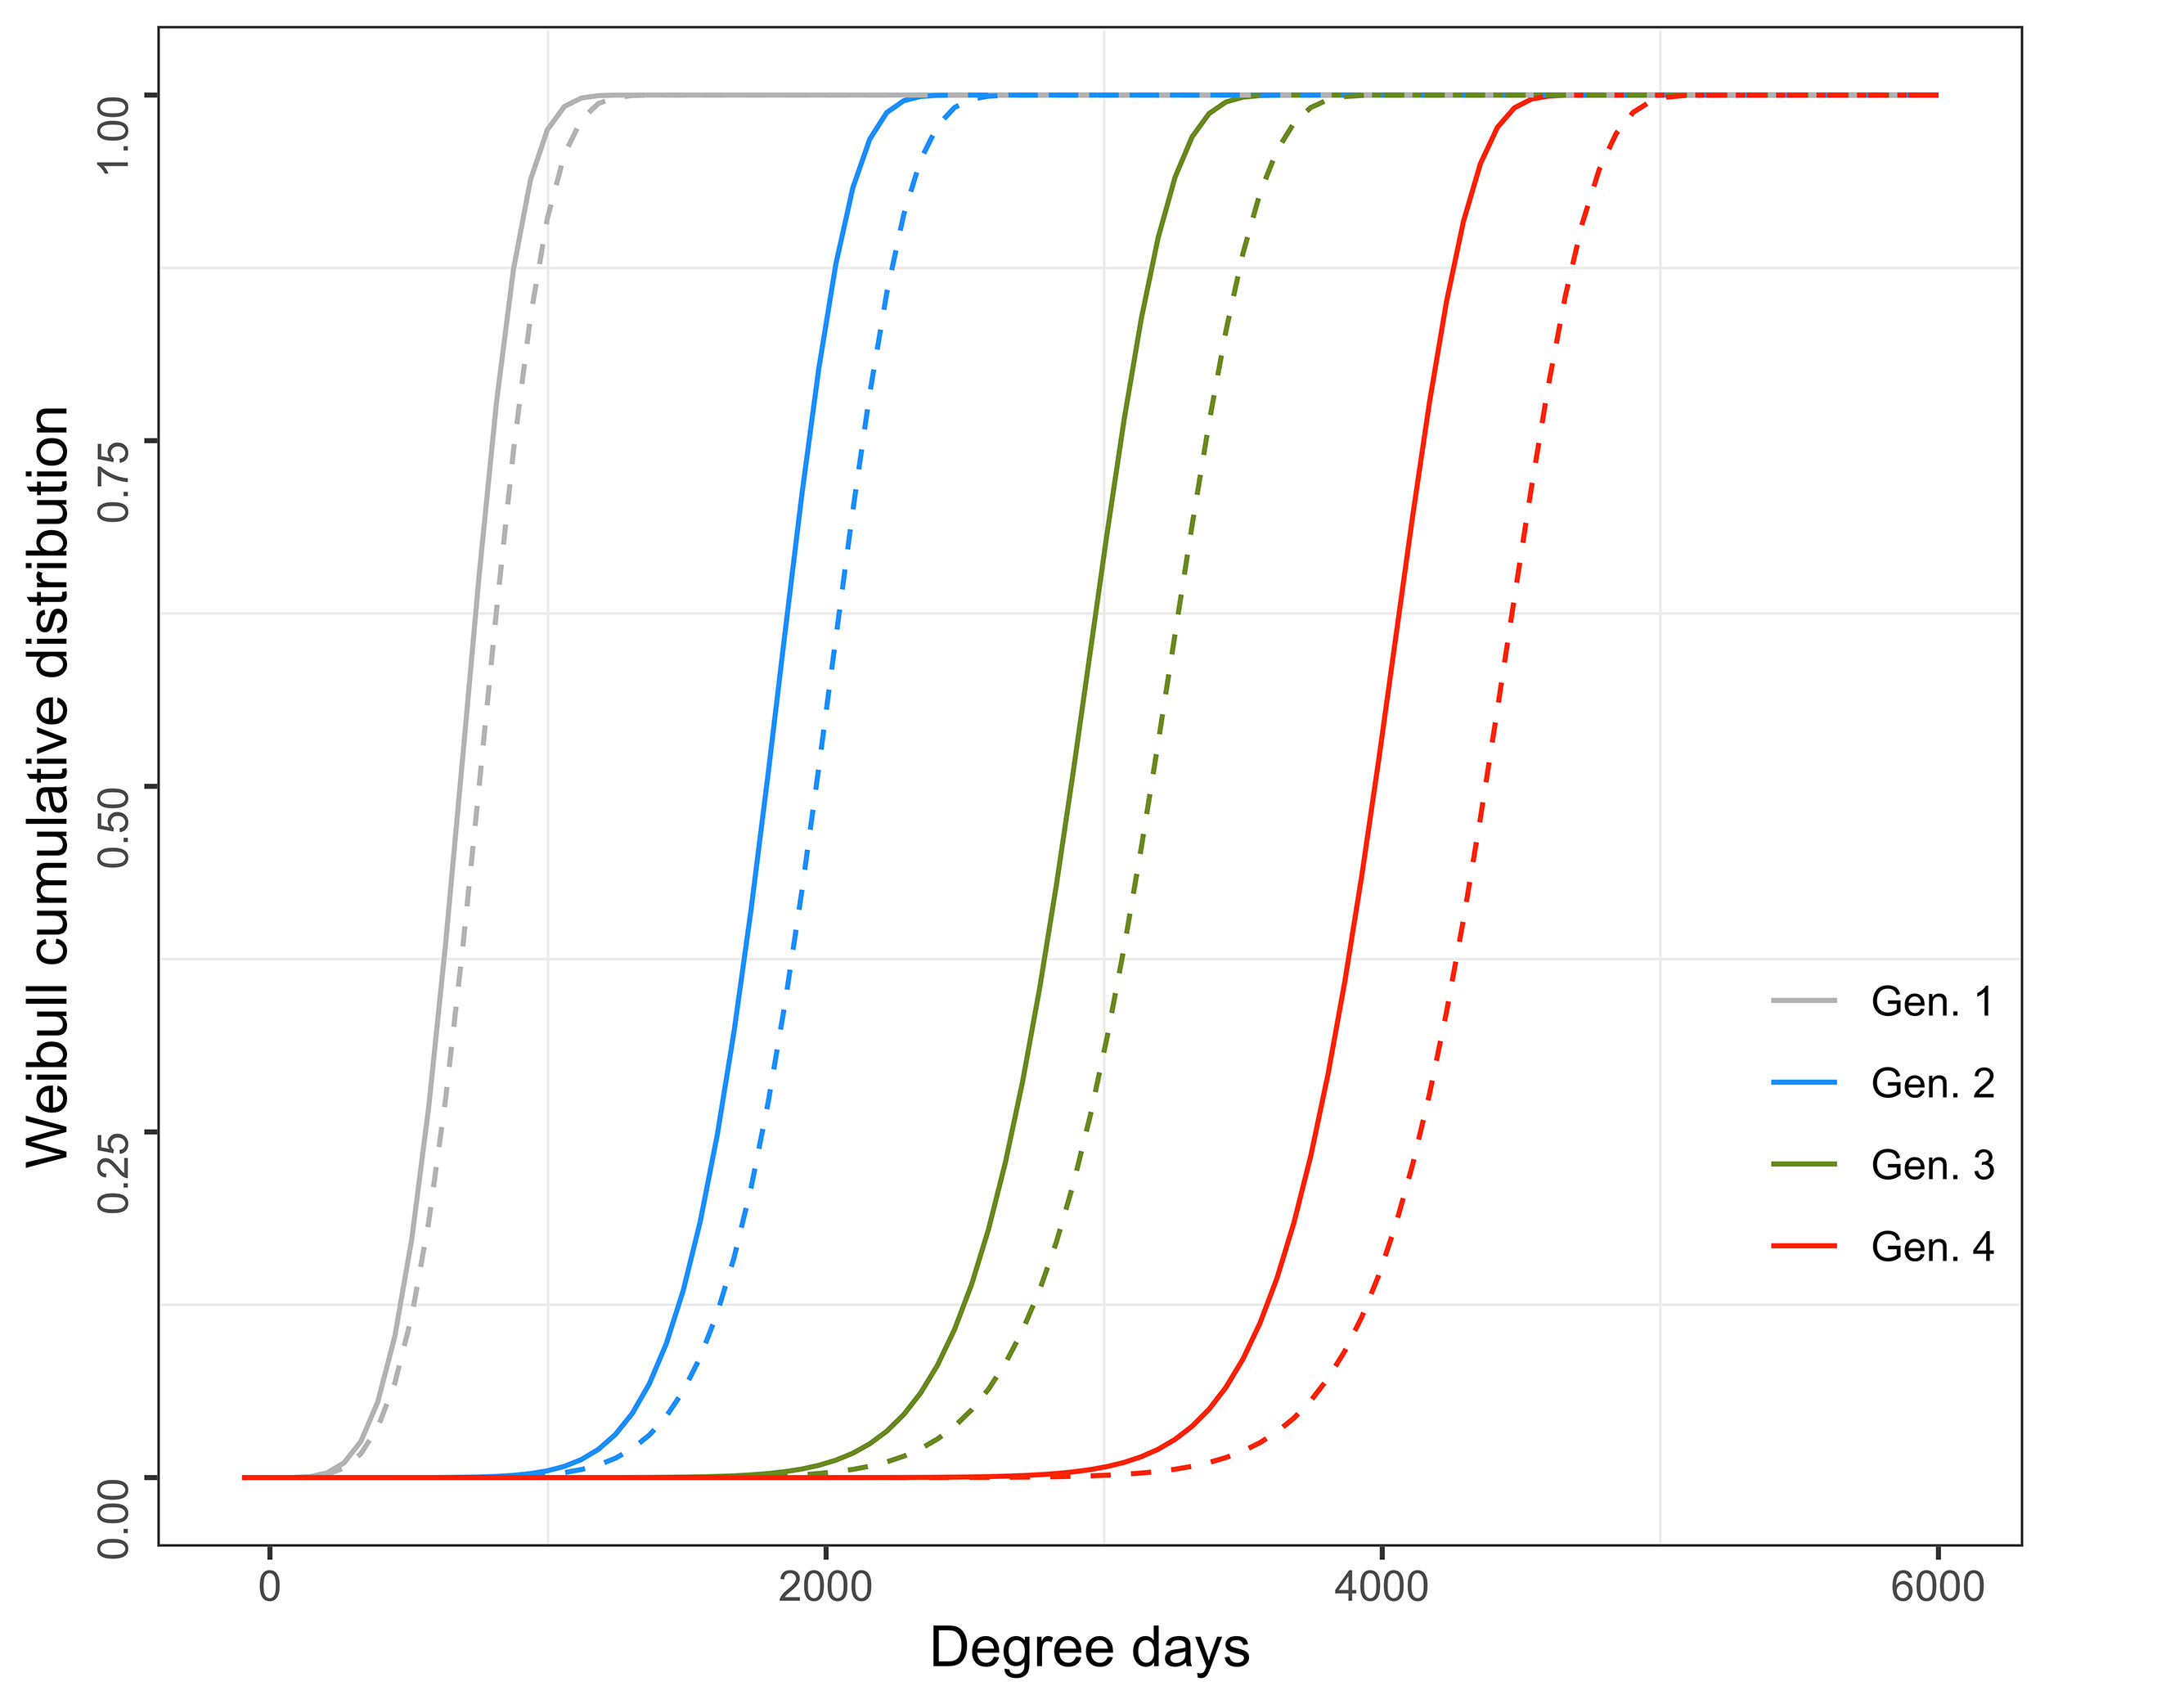 Weibull cumulative distribution
1.00
0.75
0.50
0.25
0.00
Gen. 1
Gen. 2
Gen. 3
Gen. 4
0 2000 4000 6000
Degree days